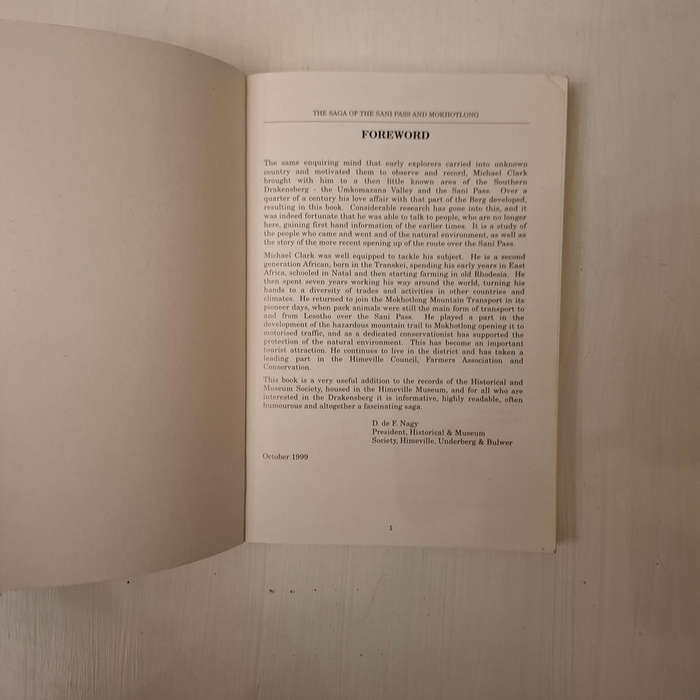 THE SAGA OF THE SANI PASS AND MOKHOTLONG
FOREWORD
The same enquiring mind that early explorers carried into unknown
country and motivated them to observe and record, Michael Clark
brought with him to a then little known area of the Southern
Drakensberg - the Umkomazana Valley and the Sani Pass. Over a
quarter of a century his love affair with that part of the Berg developed,
resulting in this book. Considerable research has gone into this, and it
was indeed fortunate that he was able to talk to people, who are no longer
here, gaining first hand information of the earlier times. It is a study of
the people who came and went and of the natural environment, as well as
the story of the more recent opening up of the route over the Sani Pass.
Michael Clark was well equipped to tackle his subject. He is a second
generation African, born in the Transkei, spending his early years in East
Africa, schooled in Natal and then starting farming in old Rhodesia. He
then spent seven years working his way around the world, turning his
hands to a diversity of trades and activities in other countries and
climates. He returned to join the Mokhotlong Mountain Transport in its
pioneer days, when pack animals were still the main form of transport to
and from Lesotho over the Sani Pass. He played a part in the
development of the hazardous mountain trail to Mokhotlong opening it to
motorised traffic, and as a dedicated conservationist has supported the
protection of the natural environment. This has become an important
tourist attraction. He continues to live in the district and has taken a
leading part in the Himeville Council, Farmers Association and
Conservation.
This book is a very useful addition to the records of the Historical and
Museum Society, housed in the Himeville Museum, and for all who are
interested in the Drakensberg it is informative, highly readable, often
humourous and altogether a fascinating saga.
D. de F. Nagy
President, Historical & Museum
Society, Himeville, Underberg & Bulwer
October 1999
1